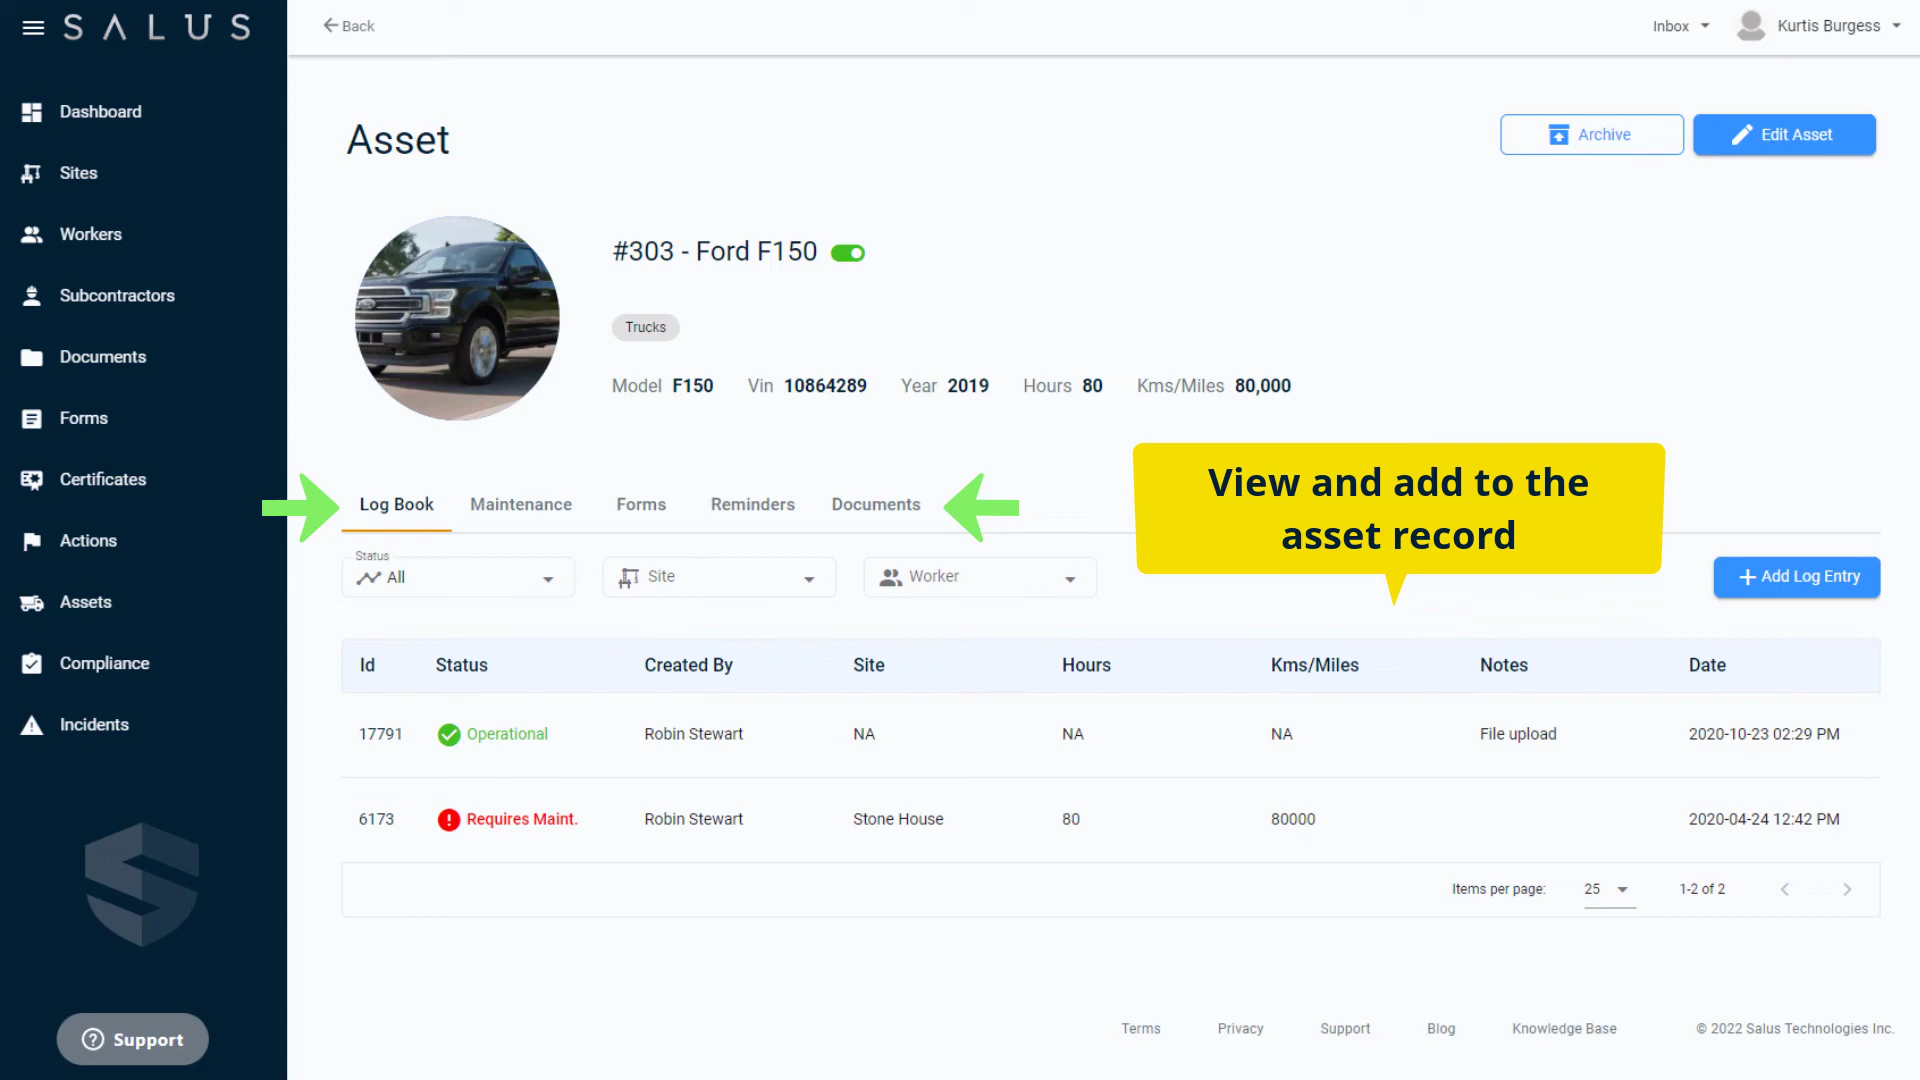 SALUS
Back
Inbox
Kurtis Burgess
Dashboard
Sites
Workers
Subcontractors
Documents
Forms
Certificates
Actions
Assets
Compliance
Incidents
Support
Asset
Archive
Edit Asset
#303 - Ford F150
Trucks
Model F150 Vin 10864289 Year 2019 Hours 80 Kms/Miles 80,000
View and add to the
asset record
Log Book Maintenance Forms Reminders Documents
Status
All
Site
Worker
+ Add Log Entry
Id Status Created By Site Hours Kms/Miles Notes Date
17791 Operational Robin Stewart NA NA NA File upload 2020-10-23 02:29 PM
6173 Requires Maint. Robin Stewart Stone House 80 80000 2020-04-24 12:42 PM
Items per page: 25 1-2 of 2
Terms Privacy Support Blog Knowledge Base © 2022 Salus Technologies Inc.